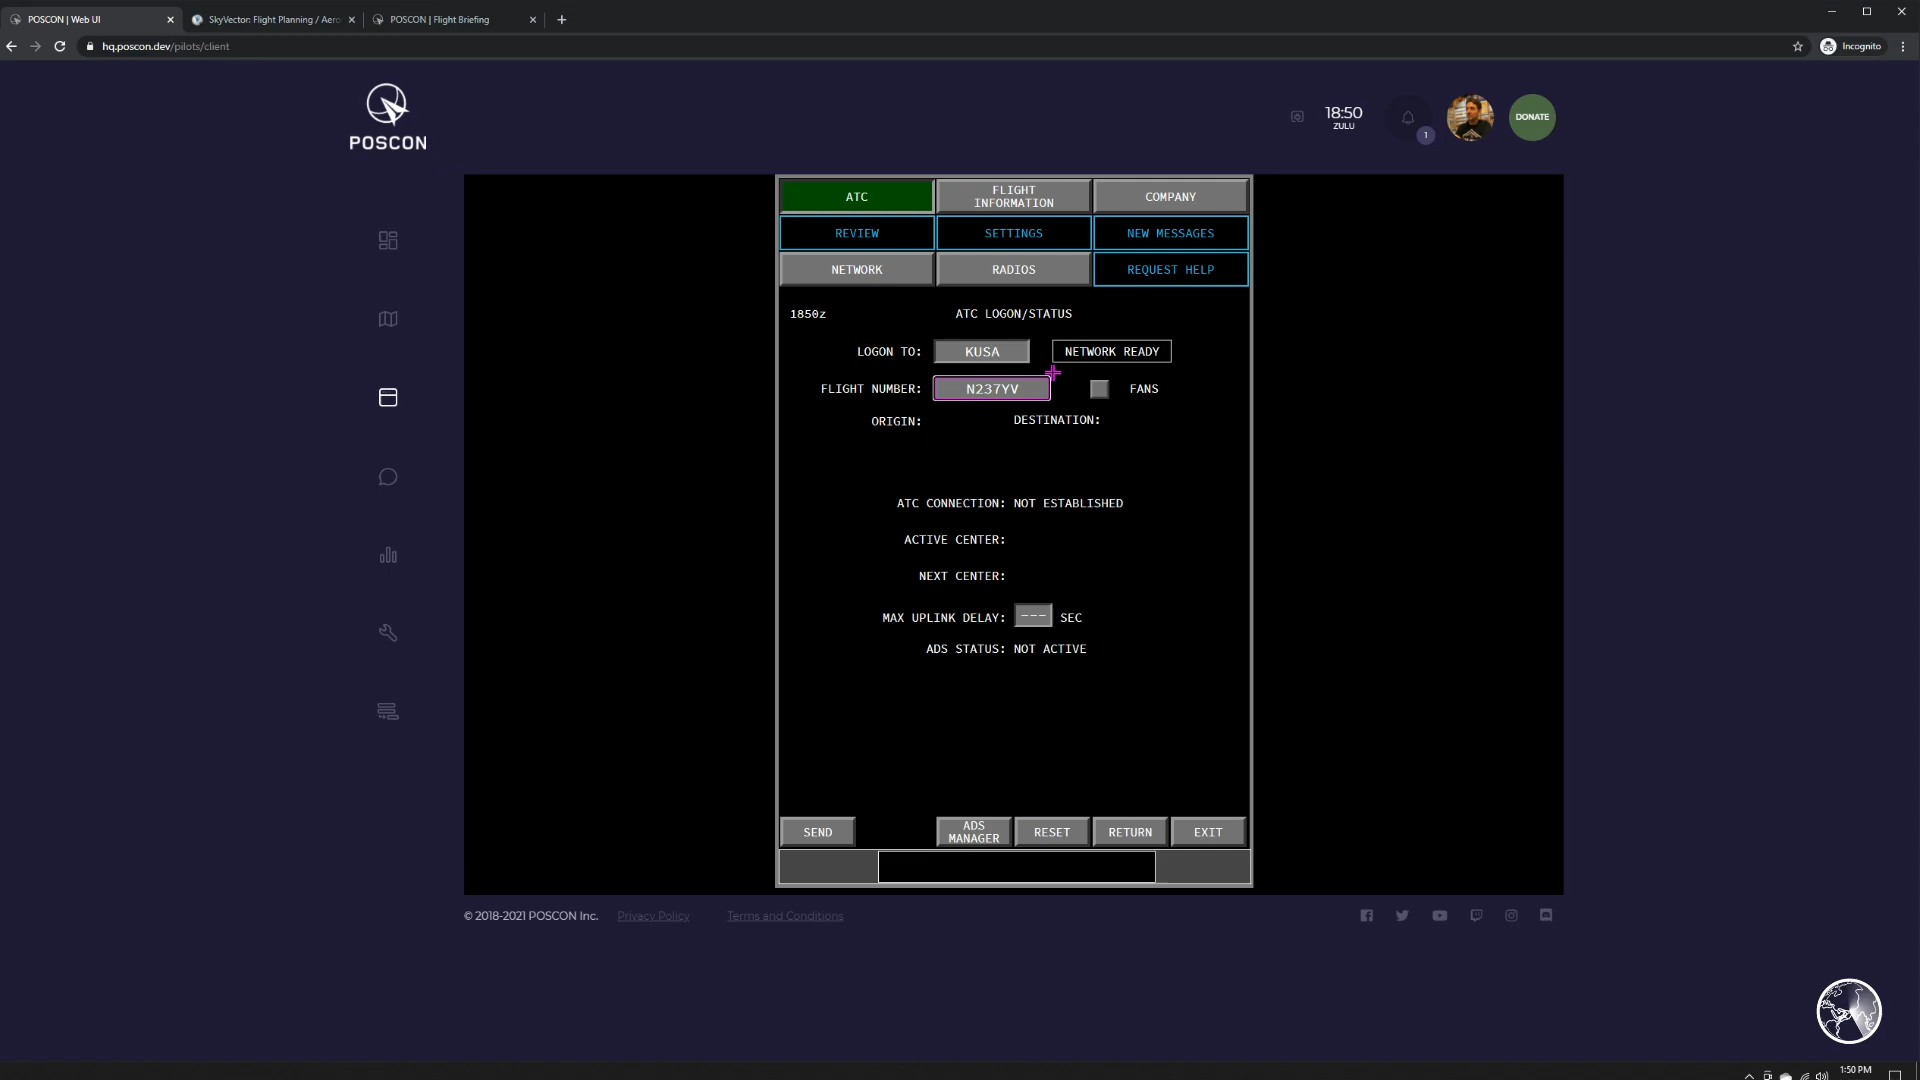 POSCON | Web UI
SkyVector: Flight Planning / Aero
POSCON | Flight Briefing
hq.poscon.dev/pilots/client
Incognito
POSCON
18:50
ZULU
1
DONATE
ATC
FLIGHT
INFORMATION
COMPANY
REVIEW
SETTINGS
NEW MESSAGES
NETWORK
RADIOS
REQUEST HELP
1850z
ATC LOGON/STATUS
LOGON TO: KUSA NETWORK READY
FLIGHT NUMBER: N237YV FANS
ORIGIN: DESTINATION:
ATC CONNECTION: NOT ESTABLISHED
ACTIVE CENTER:
NEXT CENTER:
MAX UPLINK DELAY: --- SEC
ADS STATUS: NOT ACTIVE
SEND
ADS
MANAGER
RESET
RETURN
EXIT
© 2018-2021 POSCON Inc. Privacy Policy Terms and Conditions
1:50 PM